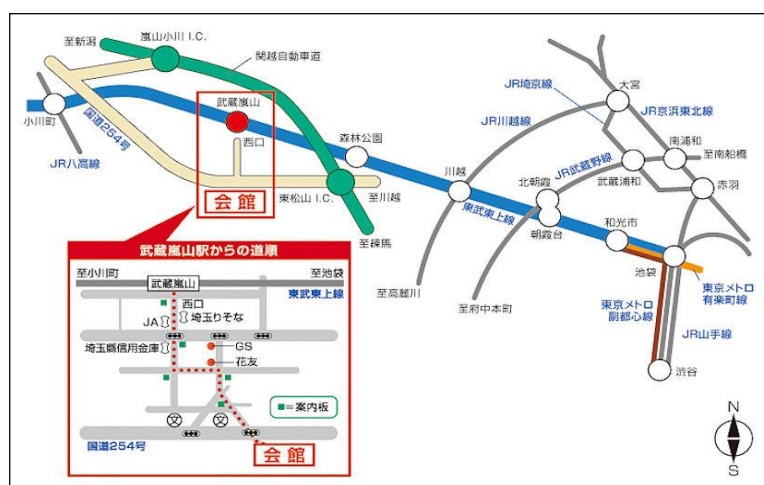 至新潟
嵐山小川 I.C.
関越自動車道
武蔵嵐山
西口
小川町
国道254号
JR八高線
森林公園
会館
東松山 I.C.
至川越
至練馬
大宮
JR埼京線
JR京浜東北線
JR川越線
南浦和
至南船橋
JR武蔵野線
武蔵浦和
川越
北朝霞
赤羽
東武東上線
朝霞台
和光市
池袋
至高麗川
至府中本町
東京メトロ
有楽町線
東京メトロ
副都心線
JR山手線
渋谷
武蔵嵐山駅からの道順
至小川町
武蔵嵐山
至池袋
東武東上線
西口
埼玉りそな
JA
埼玉縣信用金庫
GS
花友
■=案内板
文
文
国道254号
会館
N
S